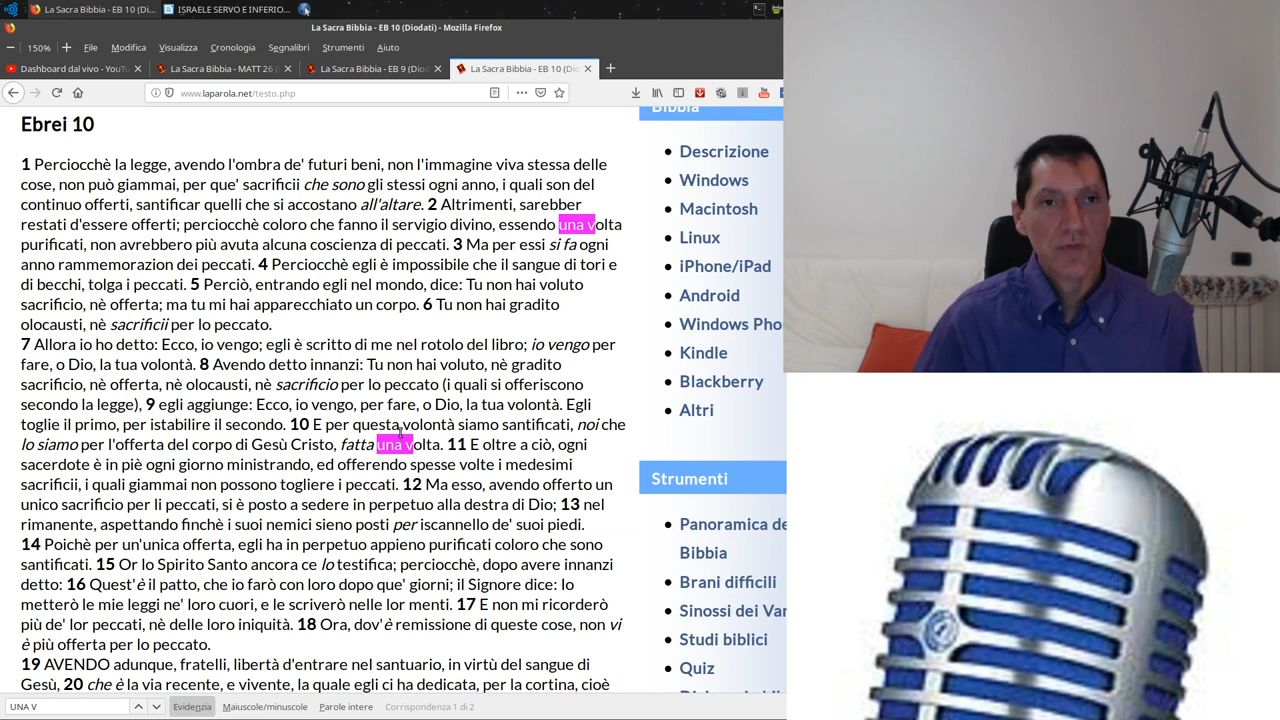 La Sacra Bibbia - EB 10 (Di...
ISRAELE SERVO E INFERIO...
La Sacra Bibbia - EB 10 (Diodati) - Mozilla Firefox
150%
File Modifica Visualizza Cronologia Segnalibri Strumenti Aiuto
Dashboard dal vivo - YouTu
La Sacra Bibbia - MATT 26 (
La Sacra Bibbia - EB 9 (Diod
La Sacra Bibbia - EB 10 (Dio
www.laparola.net/testo.php
Ebrei 10
1 Perciocchè la legge, avendo l'ombra de' futuri beni, non l'immagine viva stessa delle
cose, non può giammai, per que' sacrificii che sono gli stessi ogni anno, i quali son del
continuo offerti, santificar quelli che si accostano all'altare. 2 Altrimenti, sarebber
restati d'essere offerti; perciocchè coloro che fanno il servigio divino, essendo una volta
purificati, non avrebbero più avuta alcuna coscienza di peccati. 3 Ma per essi si fa ogni
anno rammemorazion dei peccati. 4 Perciocchè egli è impossibile che il sangue di tori e
di becchi, tolga i peccati. 5 Perciò, entrando egli nel mondo, dice: Tu non hai voluto
sacrificio, nè offerta; ma tu mi hai apparecchiato un corpo. 6 Tu non hai gradito
olocausti, nè sacrificii per lo peccato.
7 Allora io ho detto: Ecco, io vengo; egli è scritto di me nel rotolo del libro; io vengo per
fare, o Dio, la tua volontà. 8 Avendo detto innanzi: Tu non hai voluto, nè gradito
sacrificio, nè offerta, nè olocausti, nè sacrificio per lo peccato (i quali si offeriscono
secondo la legge), 9 egli aggiunge: Ecco, io vengo, per fare, o Dio, la tua volontà. Egli
toglie il primo, per istabilire il secondo. 10 E per questa volontà siamo santificati, noi che
lo siamo per l'offerta del corpo di Gesù Cristo, fatta una volta. 11 E oltre a ciò, ogni
sacerdote è in piè ogni giorno ministrando, ed offerendo spesse volte i medesimi
sacrificii, i quali giammai non possono togliere i peccati. 12 Ma esso, avendo offerto un
unico sacrificio per li peccati, si è posto a sedere in perpetuo alla destra di Dio; 13 nel
rimanente, aspettando finchè i suoi nemici sieno posti per iscannello de' suoi piedi.
14 Poichè per un'unica offerta, egli ha in perpetuo appieno purificati coloro che sono
santificati. 15 Or lo Spirito Santo ancora ce lo testifica; perciocchè, dopo avere innanzi
detto: 16 Quest'è il patto, che io farò con loro dopo que' giorni; il Signore dice: Io
metterò le mie leggi ne' loro cuori, e le scriverò nelle lor menti. 17 E non mi ricorderò
più de' lor peccati, nè delle loro iniquità. 18 Ora, dov'è remissione di queste cose, non vi
è più offerta per lo peccato.
19 AVENDO adunque, fratelli, libertà d'entrare nel santuario, in virtù del sangue di
Gesù, 20 che è la via recente, e vivente, la quale egli ci ha dedicata, per la cortina, cioè
Bibbia
Descrizione
Windows
Macintosh
Linux
iPhone/iPad
Android
Windows Pho
Kindle
Blackberry
Altri
Strumenti
Panoramica de
Bibbia
Brani difficili
Sinossi dei Van
Studi biblici
Quiz
UNA V
Evidenzia Maiuscole/minuscole Parole intere Corrispondenza 1 di 2